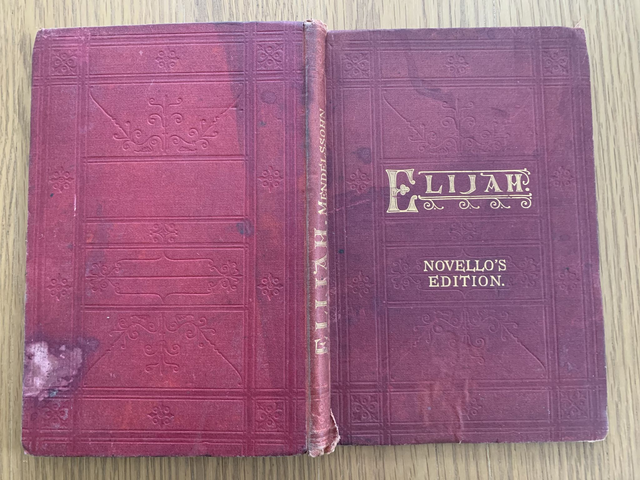 ELIJAH. MENDELSSOHN
ELIJAH.
NOVELLO'S
EDITION.